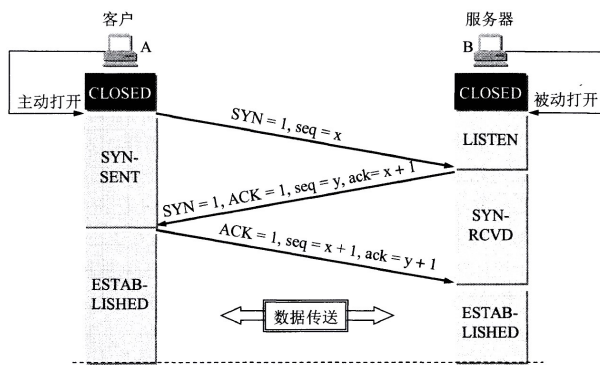 客户
服务器
A
B
CLOSED
CLOSED
主动打开
被动打开
SYN = 1, seq = x
LISTEN
SYN-
SENT
SYN = 1, ACK = 1, seq = y, ack= x + 1
SYN-
RCVD
ACK = 1, seq = x + 1, ack = y + 1
ESTAB-
LISHED
数据传送
ESTAB-
LISHED